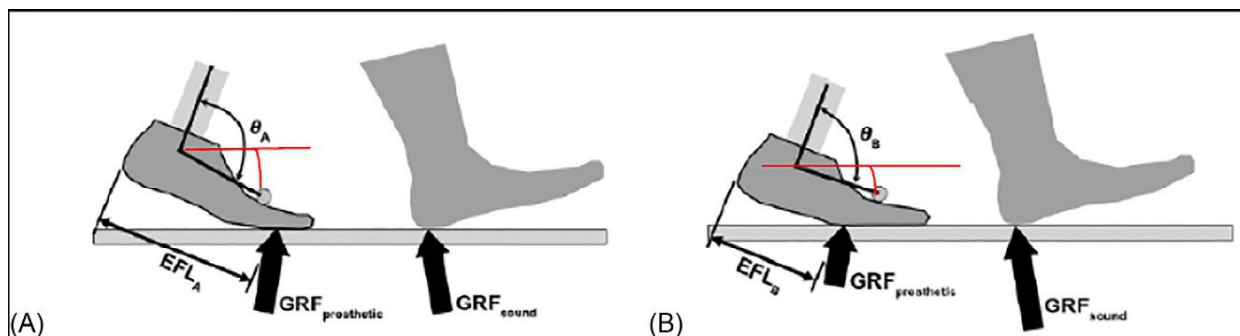 θA
EFLA
GRFprosthetic
GRFsound
(A)
θB
EFLB
GRFprosthetic
GRFsound
(B)